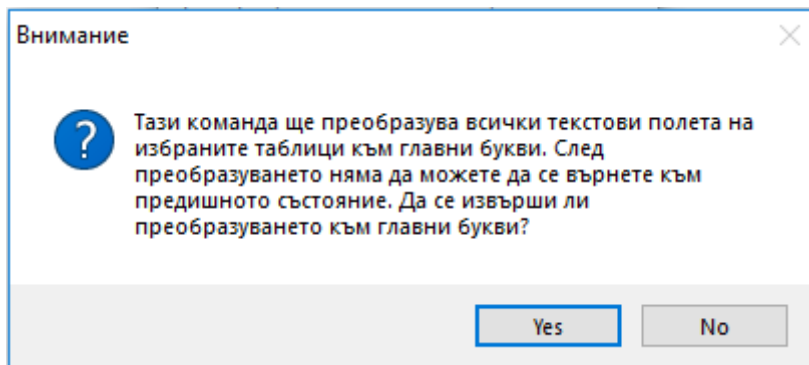 Внимание
Тази команда ще преобразува всички текстови полета на
избраните таблици към главни букви. След
преобразуването няма да можете да се върнете към
предишното състояние. Да се извърши ли
преобразуването към главни букви?
Yes
No